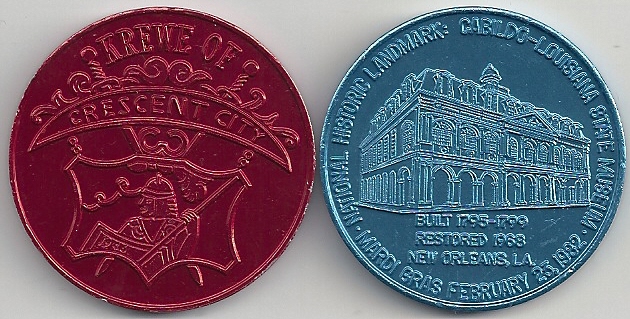 KREWE OF
CRESCENT CITY
CC
· NATIONAL HISTORIC LANDMARK: CABILDO-LOUISIANA STATE MUSEUM ·
BUILT 1795-1799
RESTORED 1968
NEW ORLEANS, LA.
MARDI GRAS FEBRUARY 23, 1982